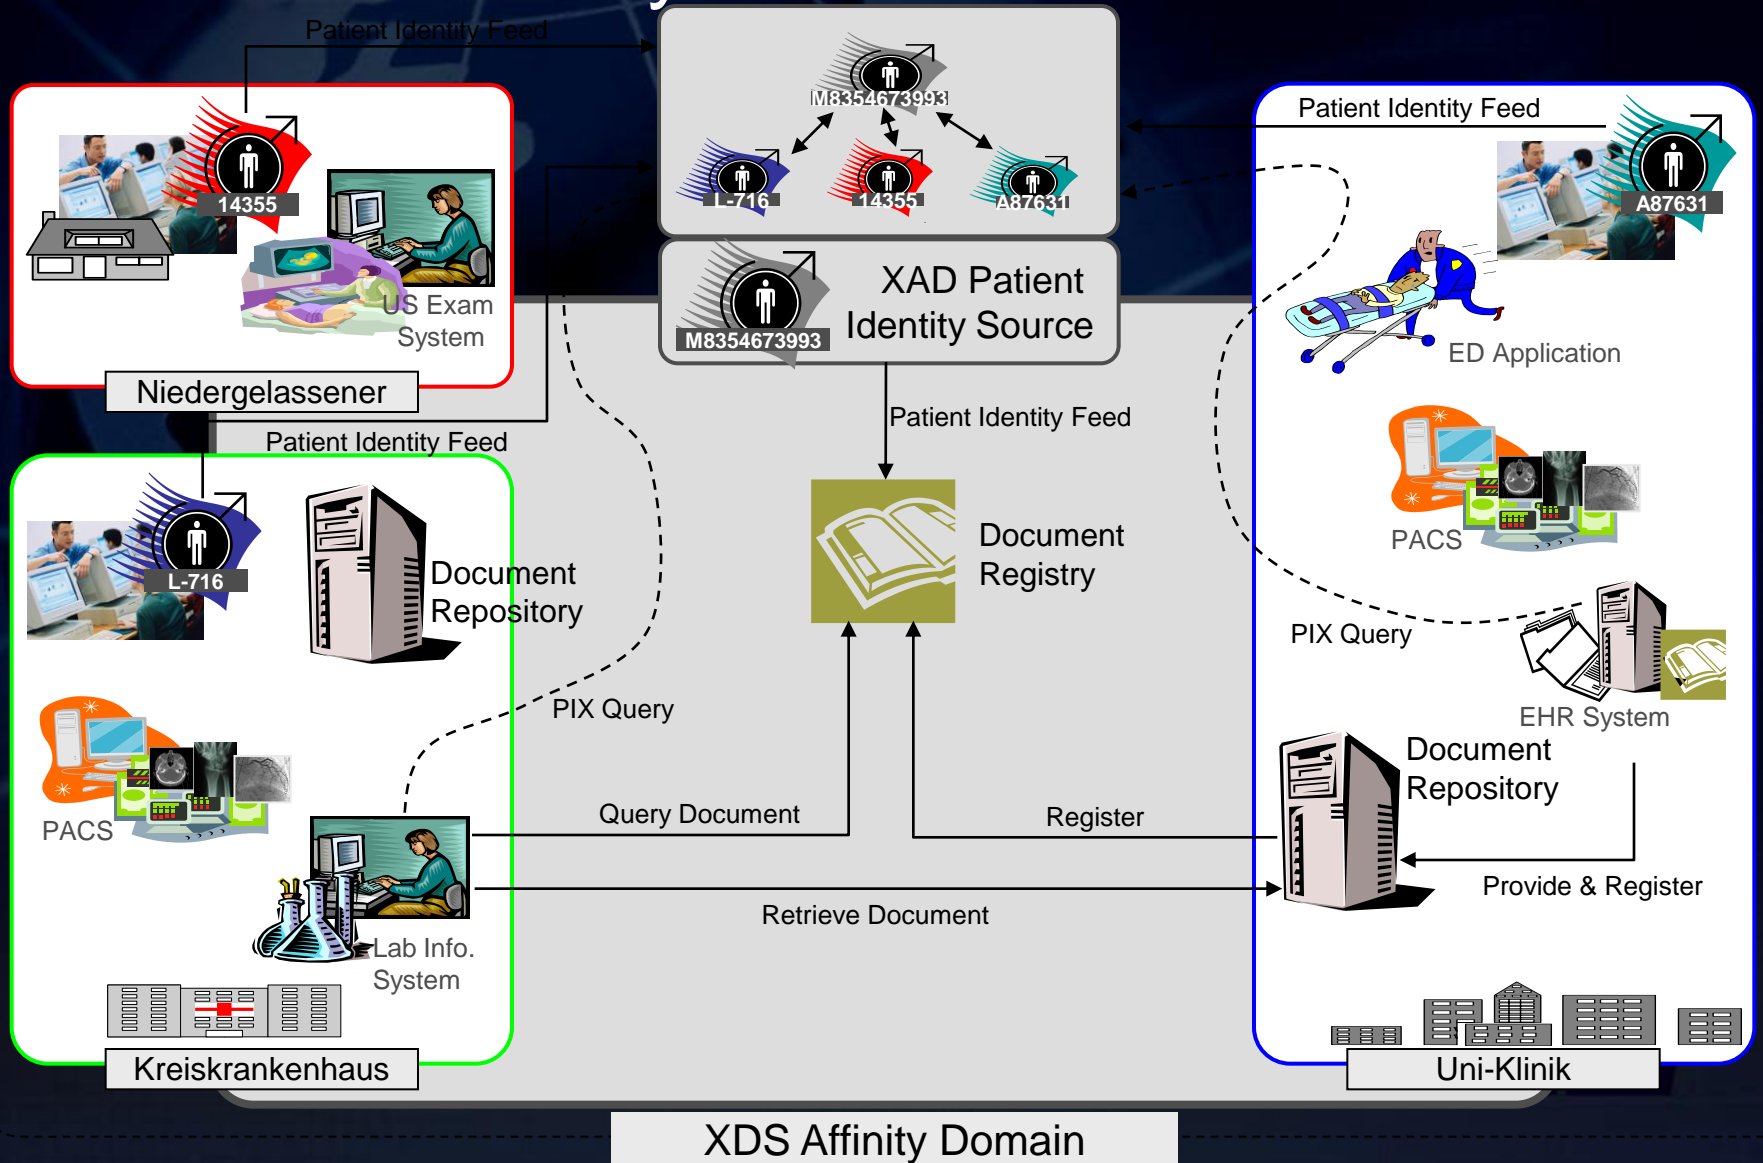 Patient Identity Feed
M8354673993
L-716
14355
A87631
XAD Patient
Identity Source
M8354673993
14355
US Exam
System
Niedergelassener
Patient Identity Feed
A87631
ED Application
PACS
PIX Query
EHR System
Document
Repository
Provide & Register
Uni-Klinik
Patient Identity Feed
Patient Identity Feed
Document
Registry
L-716
Document
Repository
PIX Query
PACS
Query Document
Register
Retrieve Document
Lab Info.
System
Kreiskrankenhaus
XDS Affinity Domain